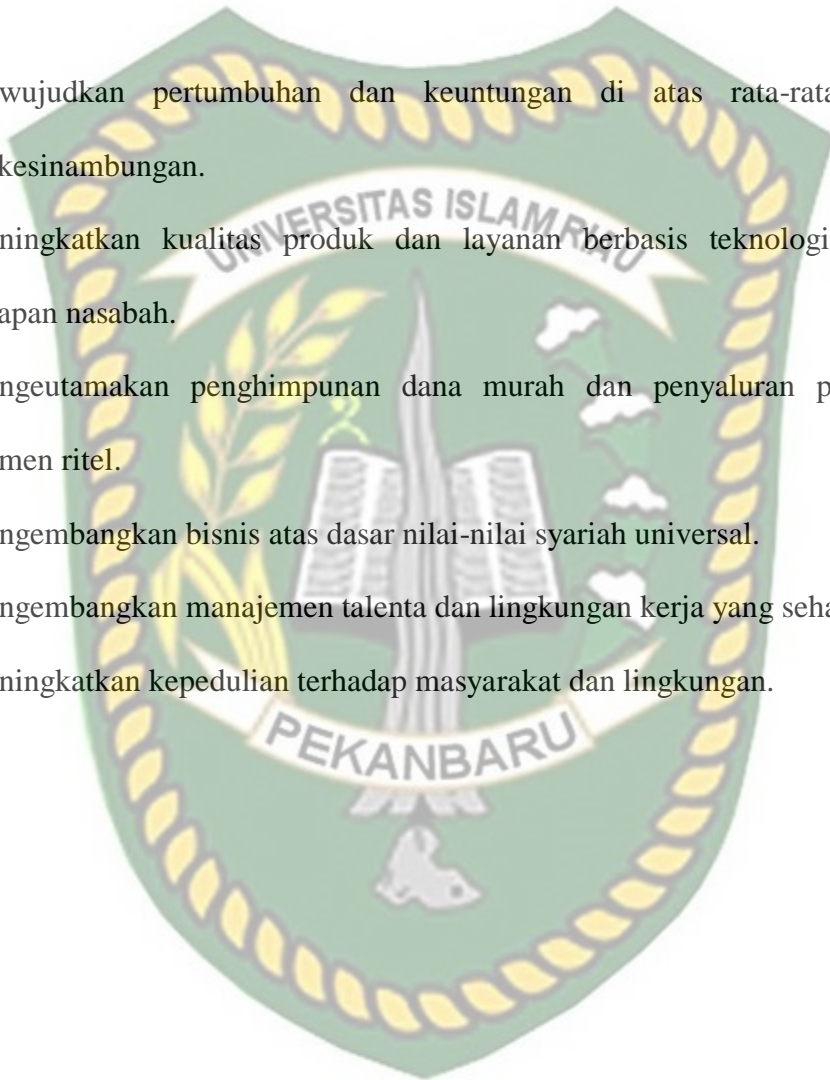 wujudkan pertumbuhan dan keuntungan di atas rata-rata
kesinambungan.
UNIVERSITAS ISLAM RIAU
ningkatkan kualitas produk dan layanan berbasis teknologi
apan nasabah.
ngeutamakan penghimpunan dana murah dan penyaluran p
men ritel.
ngembangkan bisnis atas dasar nilai-nilai syariah universal.
ngembangkan manajemen talenta dan lingkungan kerja yang seha
ningkatkan kepedulian terhadap masyarakat dan lingkungan.
PEKANBARU